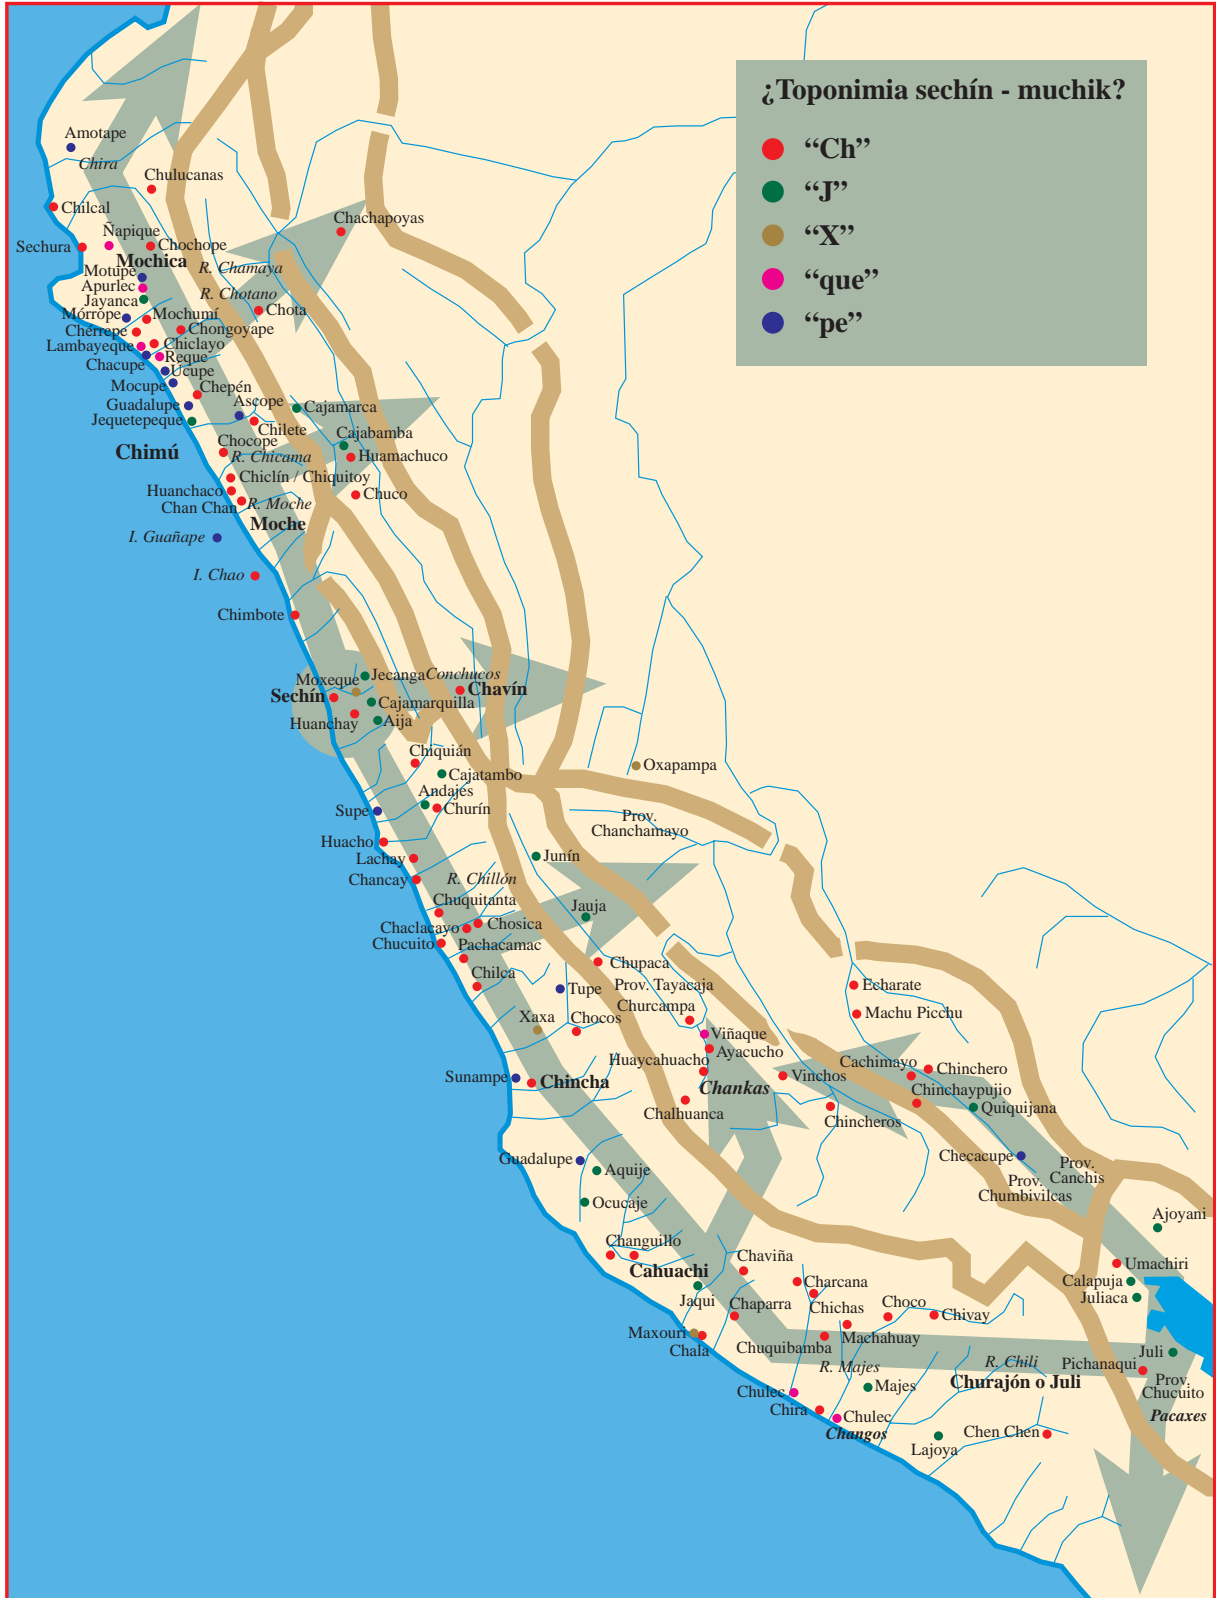 ¿Toponimia sechín - muchik?
“Ch”
“J”
“X”
“que”
“pe”
Amotape
Chira
Chulucanas
Chilcal
Chachapoyas
Ñapique
Sechura
Chochope
Mochica
R. Chamaya
Motupe
Apurlec
Jayanca
R. Chotano
Mórrope
Mochumí
Chota
Chérrepe
Chongoyape
Lambayeque
Chiclayo
Chacupe
Reque
Ucupe
Mocupe
Chepén
Guadalupe
Ascope
Cajamarca
Jequetepeque
Chilete
Cajabamba
Chocope
Chimú
R. Chicama
Huamachuco
Chiclín / Chiquitoy
Huanchaco
Chuco
Chan Chan
R. Moche
Moche
I. Guañape
I. Chao
Chimbote
Moxeque
Jecanga
Conchucos
Sechín
Chavín
Cajamarquilla
Huanchay
Aija
Chiquián
Oxapampa
Cajatambo
Andajes
Supe
Churín
Prov.
Chanchamayo
Huacho
Lachay
Junín
Chancay
R. Chillón
Chuquitanta
Jauja
Chaclacayo
Chosica
Chucuito
Pachacamac
Chupaca
Chilca
Prov. Tayacaja
Echarate
Tupe
Churcampa
Machu Picchu
Xaxa
Chocos
Viñaque
Ayacucho
Huaycahuacho
Cachimayo
Chinchero
Sunampe
Chincha
Chankas
Vinchos
Chinchaypujio
Chalhuanca
Quiquijana
Chincheros
Guadalupe
Aquije
Checacupe
Prov.
Canchis
Prov.
Chumbivilcas
Ocucaje
Ajoyani
Changuillo
Chaviña
Umachiri
Cahuachi
Charcana
Calapuja
Jaqui
Chaparra
Chichas
Choco
Chivay
Juliaca
Maxouri
Machahuay
Chala
Chuquibamba
Juli
R. Majes
R. Chili
Pichanaqui
Chulec
Majes
Churajón o Juli
Prov.
Chucuito
Chira
Chulec
Pacaxes
Changos
Chen Chen
Lajoya